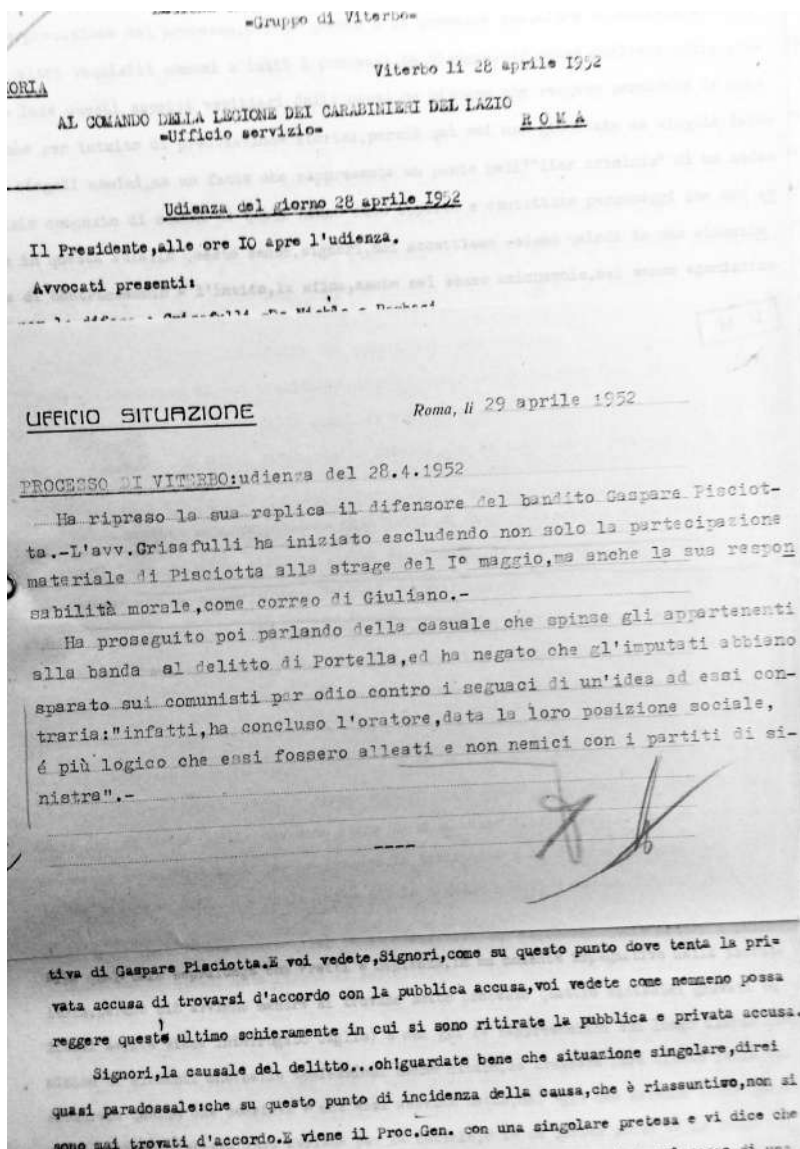 =Gruppo di Viterbo=
Viterbo li 28 aprile I952
ORIA
AL COMANDO DELLA LEGIONE DEI CARABINIERI DEL LAZIO
=Ufficio servizio=
R O M A
Udienza del giorno 28 aprile I952
Il Presidente,alle ore IO apre l'udienza.
Avvocati presenti:
UFFICIO SITUAZIONE
Roma, li 29 aprile 1952
PROCESSO DI VITERBO:udienza del 28.4.1952
Ha ripreso la sua replica il difensore del bandito Gaspare Pisciot-
ta.-L'avv.Crisafulli ha iniziato escludendo non solo la partecipazione
materiale di Pisciotta alla strage del I° maggio,ma anche la sua respon
sabilità morale,come correo di Giuliano.-
Ha proseguito poi parlando della casuale che spinse gli appartenenti
alla banda al delitto di Portella,ed ha negato che gl'imputati abbiano
sparato sui comunisti per odio contro i seguaci di un'idea ad essi con-
traria:"infatti,ha concluso l'oratore,data la loro posizione sociale,
é più logico che essi fossero alleati e non nemici con i partiti di si-
nistra".-
----
tiva di Gaspare Pisciotta.E voi vedete,Signori,come su questo punto dove tenta la pri=
vata accusa di trovarsi d'accordo con la pubblica accusa,voi vedete come nemmeno possa
reggere questo ultimo schieramente in cui si sono ritirate la pubblica e privata accusa.
Signori,la causale del delitto...oh!guardate bene che situazione singolare,direi
quasi paradossale:che su questo punto di incidenza della causa,che è riassuntivo,non si
sono mai trovati d'accordo.E viene il Proc.Gen. con una singolare pretesa e vi dice che